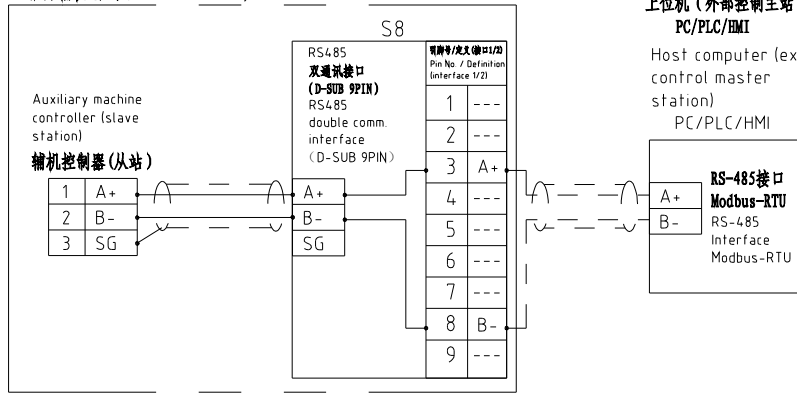 S8
上位机(外部控制主站
PC/PLC/HMI
Host computer (ex
control master
station)
PC/PLC/HMI
RS485
双通讯接口
(D-SUB 9PIN)
RS485
double comm.
interface
(D-SUB 9PIN)
引脚号/定义(接口1/2)
Pin No. / Definition
(interface 1/2)
1 ---
2 ---
3 A+
4 ---
5 ---
6 ---
7 ---
8 B-
9 ---
Auxiliary machine
controller (slave
station)
辅机控制器(从站)
1 A+
2 B-
3 SG
A+
B-
SG
A+
B-
RS-485接口
Modbus-RTU
RS-485
Interface
Modbus-RTU